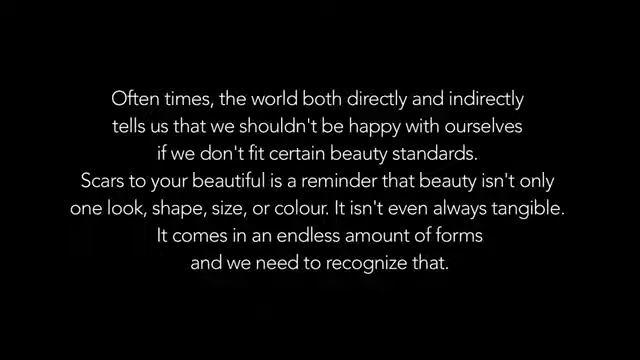 Often times, the world both directly and indirectly
tells us that we shouldn't be happy with ourselves
if we don't fit certain beauty standards.
Scars to your beautiful is a reminder that beauty isn't only
one look, shape, size, or colour. It isn't even always tangible.
It comes in an endless amount of forms
and we need to recognize that.